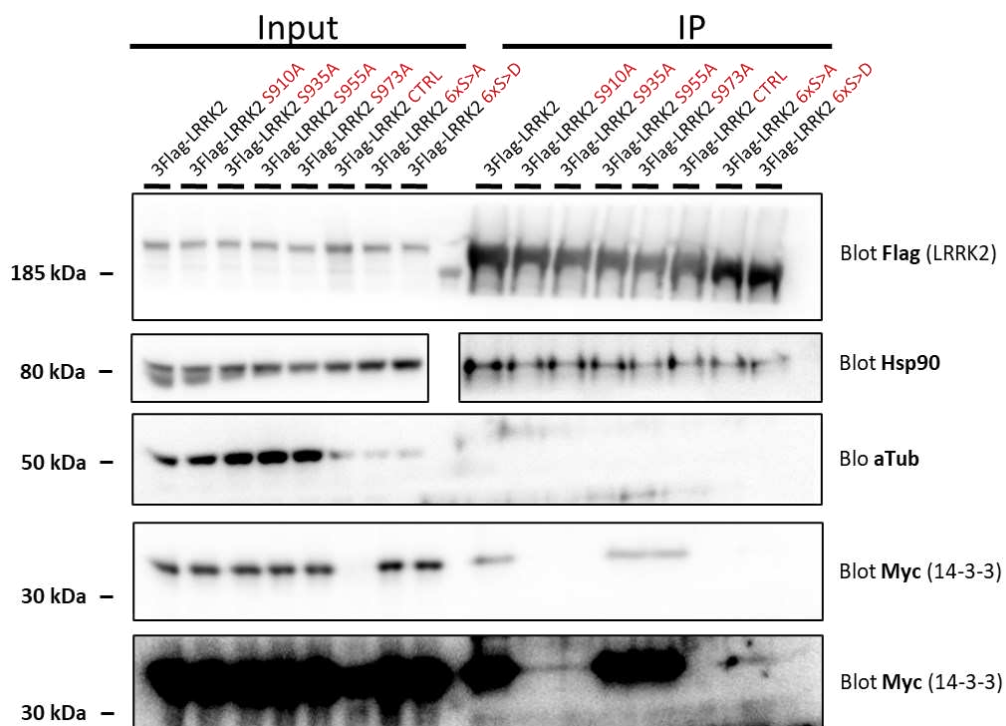 Input IP
3Flag-LRRK2
3Flag-LRRK2 S910A
3Flag-LRRK2 S935A
3Flag-LRRK2 S955A
3Flag-LRRK2 S973A
3Flag-LRRK2 CTRL
3Flag-LRRK2 6xS>A
3Flag-LRRK2 6xS>D
3Flag-LRRK2
3Flag-LRRK2 S910A
3Flag-LRRK2 S935A
3Flag-LRRK2 S955A
3Flag-LRRK2 S973A
3Flag-LRRK2 CTRL
3Flag-LRRK2 6xS>A
3Flag-LRRK2 6xS>D
Blot Flag (LRRK2)
185 kDa
80 kDa Blot Hsp90
50 kDa Blo aTub
Blot Myc (14-3-3)
30 kDa
Blot Myc (14-3-3)
30 kDa